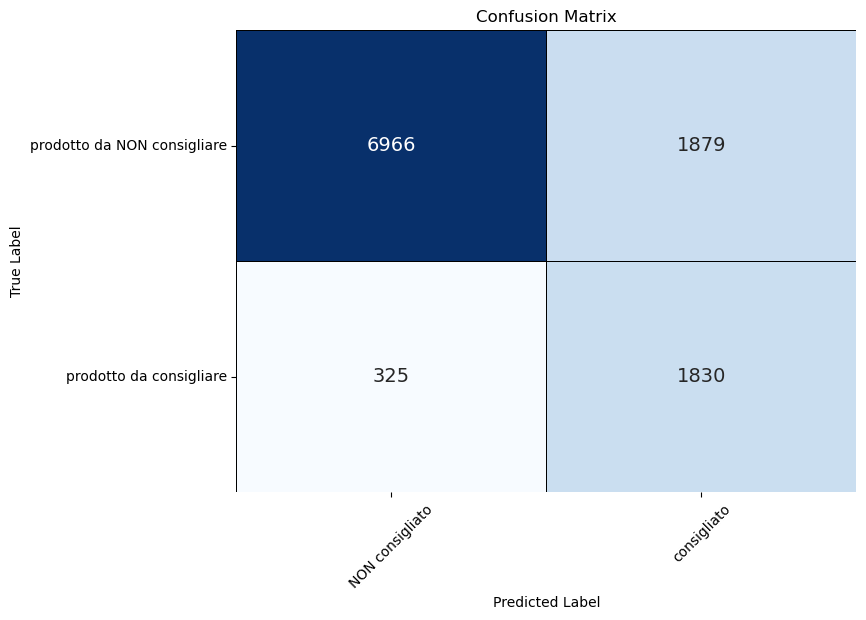 Confusion Matrix
True Label
prodotto da NON consigliare
6966
1879
prodotto da consigliare
325
1830
NON consigliato
consigliato
Predicted Label